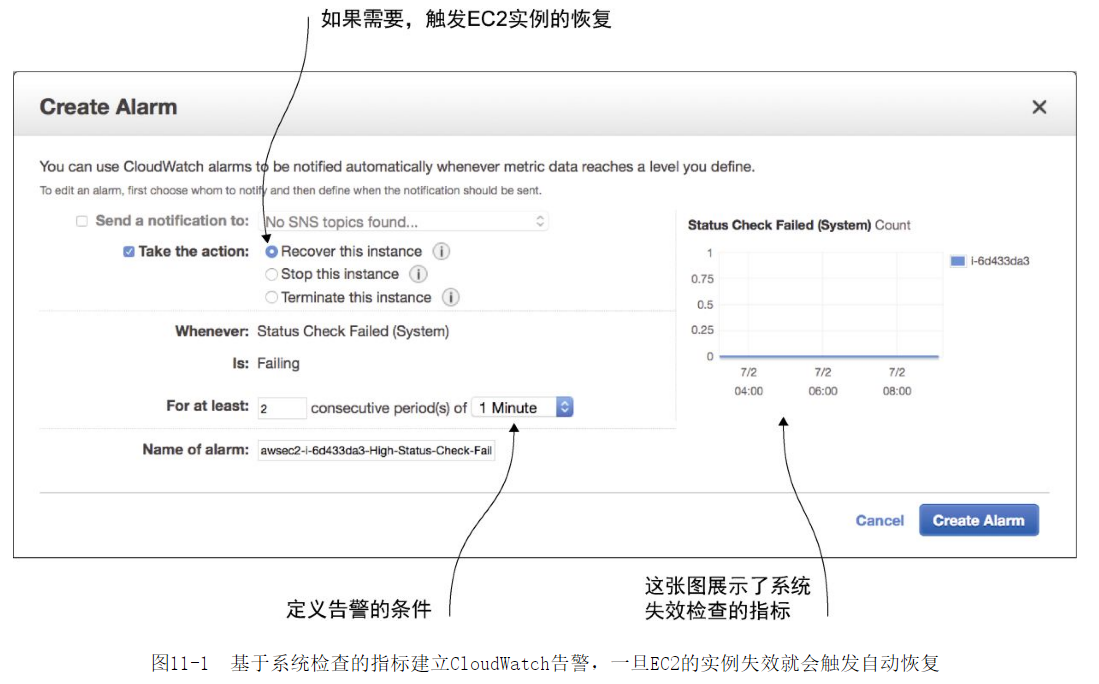 如果需要，触发EC2实例的恢复
Create Alarm
You can use CloudWatch alarms to be notified automatically whenever metric data reaches a level you define.
To edit an alarm, first choose whom to notify and then define when the notification should be sent.
Send a notification to: No SNS topics found...
Take the action: Recover this instance i
Stop this instance i
Terminate this instance i
Whenever: Status Check Failed (System)
Is: Failing
For at least: 2 consecutive period(s) of 1 Minute
Name of alarm: awsec2-i-6d433da3-High-Status-Check-Fail
Status Check Failed (System) Count
1
0.75
0.5
0.25
0
7/2 7/2 7/2
04:00 06:00 08:00
i-6d433da3
Cancel Create Alarm
定义告警的条件
这张图展示了系统
失效检查的指标
图11-1 基于系统检查的指标建立CloudWatch告警，一旦EC2的实例失效就会触发自动恢复